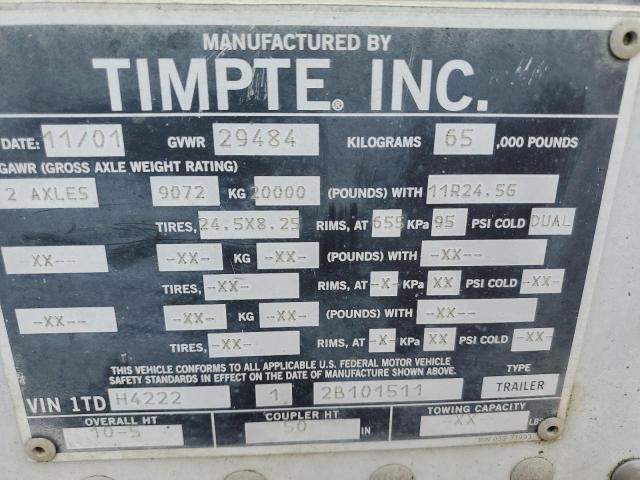 MANUFACTURED BY
TIMPTE® INC.
DATE: 11/01 GVWR 29484 KILOGRAMS 65 ,000 POUNDS
GAWR (GROSS AXLE WEIGHT RATING)
2 AXLES 9072 KG 20000 (POUNDS) WITH 11R24.5G
TIRES, 24.5X8.25 RIMS, AT 655 KPa 95 PSI COLD DUAL
-XX-- -XX- KG -XX- (POUNDS) WITH -XX--
TIRES, -XX- RIMS, AT -X- KPa XX PSI COLD -XX-
-XX-- -XX- KG -XX- (POUNDS) WITH -XX--
TIRES, -XX- RIMS, AT -X- KPa XX PSI COLD -XX-
THIS VEHICLE CONFORMS TO ALL APPLICABLE U.S. FEDERAL MOTOR VEHICLE
SAFETY STANDARDS IN EFFECT ON THE DATE OF MANUFACTURE SHOWN ABOVE. TYPE
VIN 1TD H4222 1 2B101511 TRAILER
OVERALL HT COUPLER HT TOWING CAPACITY
10-5 50 IN -XX- LBS